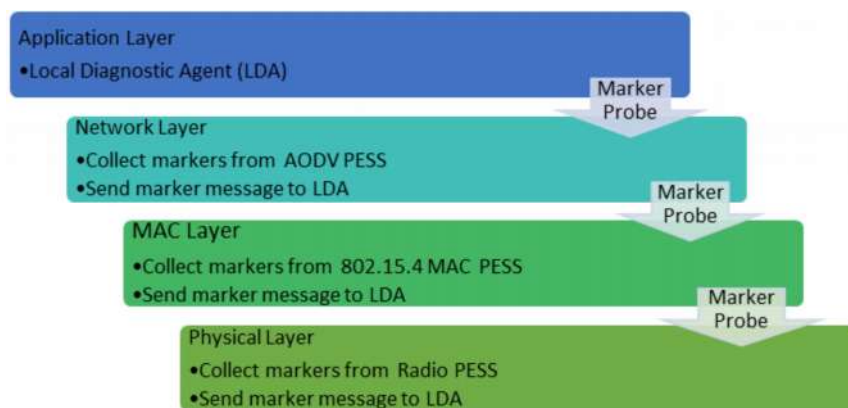 Application Layer
•Local Diagnostic Agent (LDA)
Marker
Probe
Network Layer
•Collect markers from AODV PESS
•Send marker message to LDA
Marker
Probe
MAC Layer
•Collect markers from 802.15.4 MAC PESS
•Send marker message to LDA
Marker
Probe
Physical Layer
•Collect markers from Radio PESS
•Send marker message to LDA